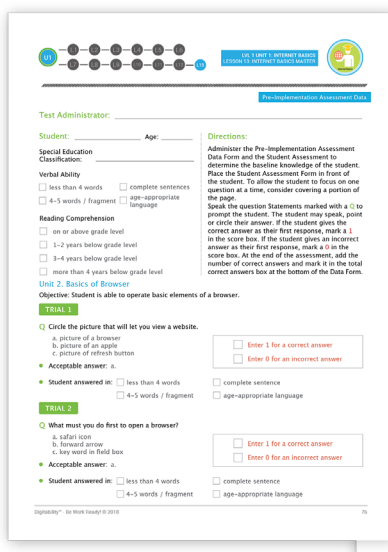 U1
L1 L2 L3 L4 L5 L6
L7 L8 L9 L10 L11 L12 L13
LVL 1 UNIT 1: INTERNET BASICS
LESSON 13: INTERNET BASICS MASTER
Pre-Implementation Assessment Data
Test Administrator:
Student: Age:
Special Education
Classification:
Verbal Ability
less than 4 words complete sentences
4-5 words / fragment age-appropriate
language
Reading Comprehension
on or above grade level
1-2 years below grade level
3-4 years below grade level
more than 4 years below grade level
Directions:
Administer the Pre-Implementation Assessment
Data Form and the Student Assessment to
determine the baseline knowledge of the student.
Place the Student Assessment Form in front of
the student. To allow the student to focus on one
question at a time, consider covering a portion of
the page.
Speak the question Statements marked with a Q to
prompt the student. The student may speak, point
or circle their answer. If the student gives the
correct answer as their first response, mark a 1
in the score box. If the student gives an incorrect
answer as their first response, mark a 0 in the
score box. At the end of the assessment, add the
number of correct answers and mark it in the total
correct answers box at the bottom of the Data Form.
Unit 2. Basics of Browser
Objective: Student is able to operate basic elements of a browser.
TRIAL 1
Q Circle the picture that will let you view a website.
a. picture of a browser
b. picture of an apple
c. picture of refresh button
Enter 1 for a correct answer
Enter 0 for an incorrect answer
• Acceptable answer: a.
• Student answered in: less than 4 words complete sentence
4-5 words / fragment age-appropriate language
TRIAL 2
Q What must you do first to open a browser?
a. safari icon
b. forward arrow
c. key word in field box
Enter 1 for a correct answer
Enter 0 for an incorrect answer
• Acceptable answer: a.
• Student answered in: less than 4 words complete sentence
4-5 words / fragment age-appropriate language
Digitability™ - Be Work Ready! © 2018 76